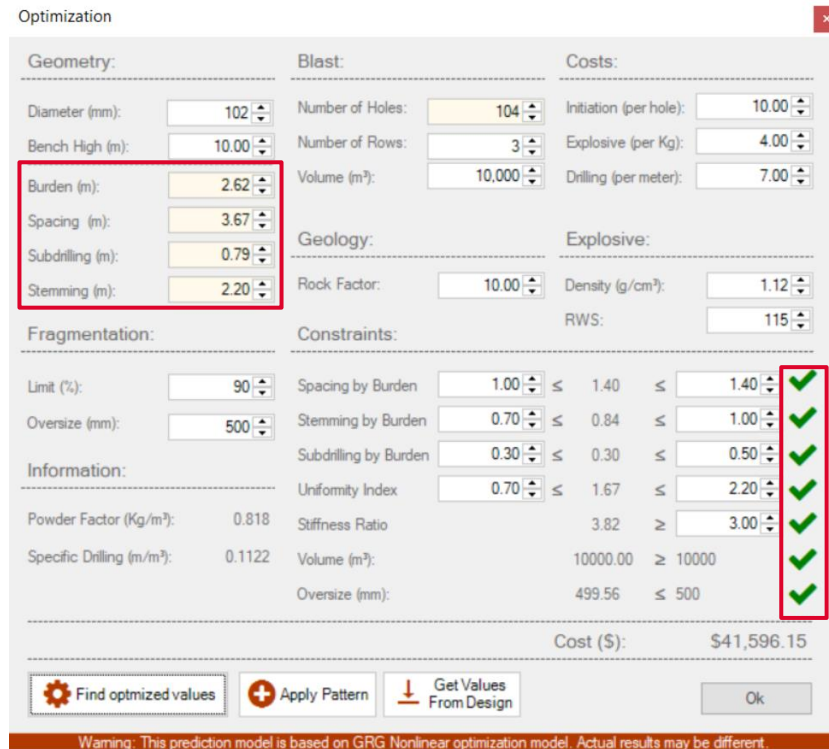 Optimization
Geometry:
Diameter (mm): 102
Bench High (m): 10.00
Burden (m): 2.62
Spacing (m): 3.67
Subdrilling (m): 0.79
Stemming (m): 2.20
Blast:
Number of Holes: 104
Number of Rows: 3
Volume (m³): 10,000
Costs:
Initiation (per hole): 10.00
Explosive (per Kg): 4.00
Drilling (per meter): 7.00
Geology:
Rock Factor: 10.00
Explosive:
Density (g/cm³): 1.12
RWS: 115
Fragmentation:
Limit (%): 90
Oversize (mm): 500
Information:
Powder Factor (Kg/m³): 0.818
Specific Drilling (m/m³): 0.1122
Constraints:
Spacing by Burden 1.00 ≤ 1.40 ≤ 1.40
Stemming by Burden 0.70 ≤ 0.84 ≤ 1.00
Subdrilling by Burden 0.30 ≤ 0.30 ≤ 0.50
Uniformity Index 0.70 ≤ 1.67 ≤ 2.20
Stiffness Ratio 3.82 ≥ 3.00
Volume (m³): 10000.00 ≥ 10000
Oversize (mm): 499.56 ≤ 500
Cost ($): $41,596.15
Find optmized values
Apply Pattern
Get Values
From Design
Ok
Warning: This prediction model is based on GRG Nonlinear optimization model. Actual results may be different.